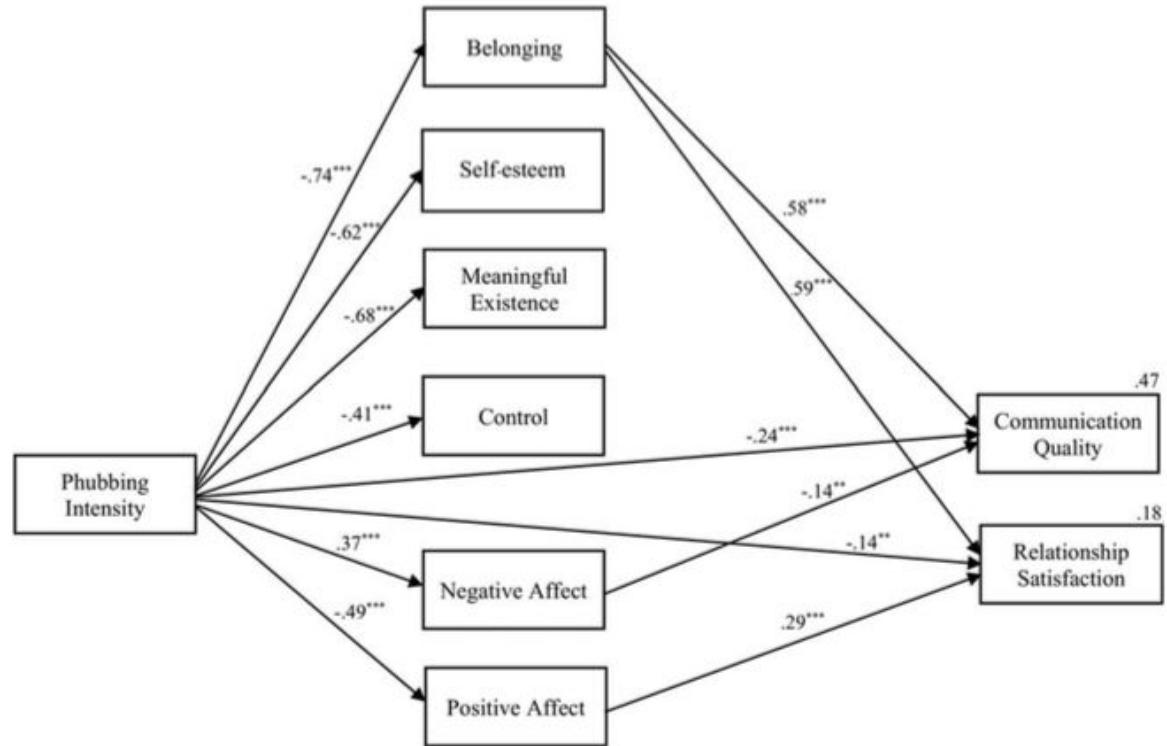 Belonging
-.74***
Self-esteem
-.62***
.58***
Meaningful
Existence
-.68***
.59***
Control
-.41***
.47
Communication
Quality
-.24***
Phubbing
Intensity
-.14**
.18
Relationship
Satisfaction
-.14**
.37***
Negative Affect
-.49***
.29***
Positive Affect